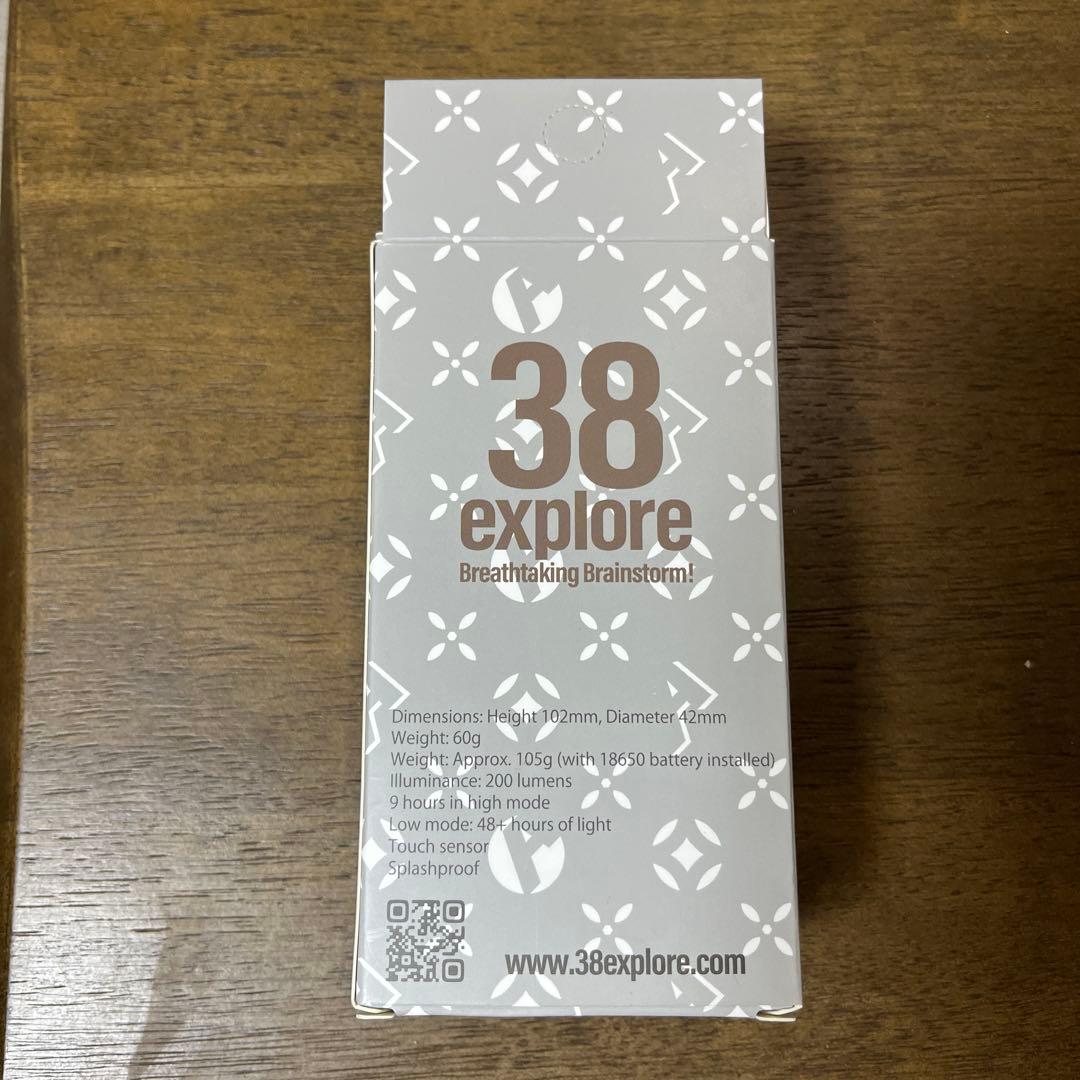 38
explore
Breathtaking Brainstorm!
Dimensions: Height 102mm, Diameter 42mm
Weight: 60g
Weight: Approx. 105g (with 18650 battery installed)
Illuminance: 200 lumens
9 hours in high mode
Low mode: 48+ hours of light
Touch sensor
Splashproof
www.38explore.com